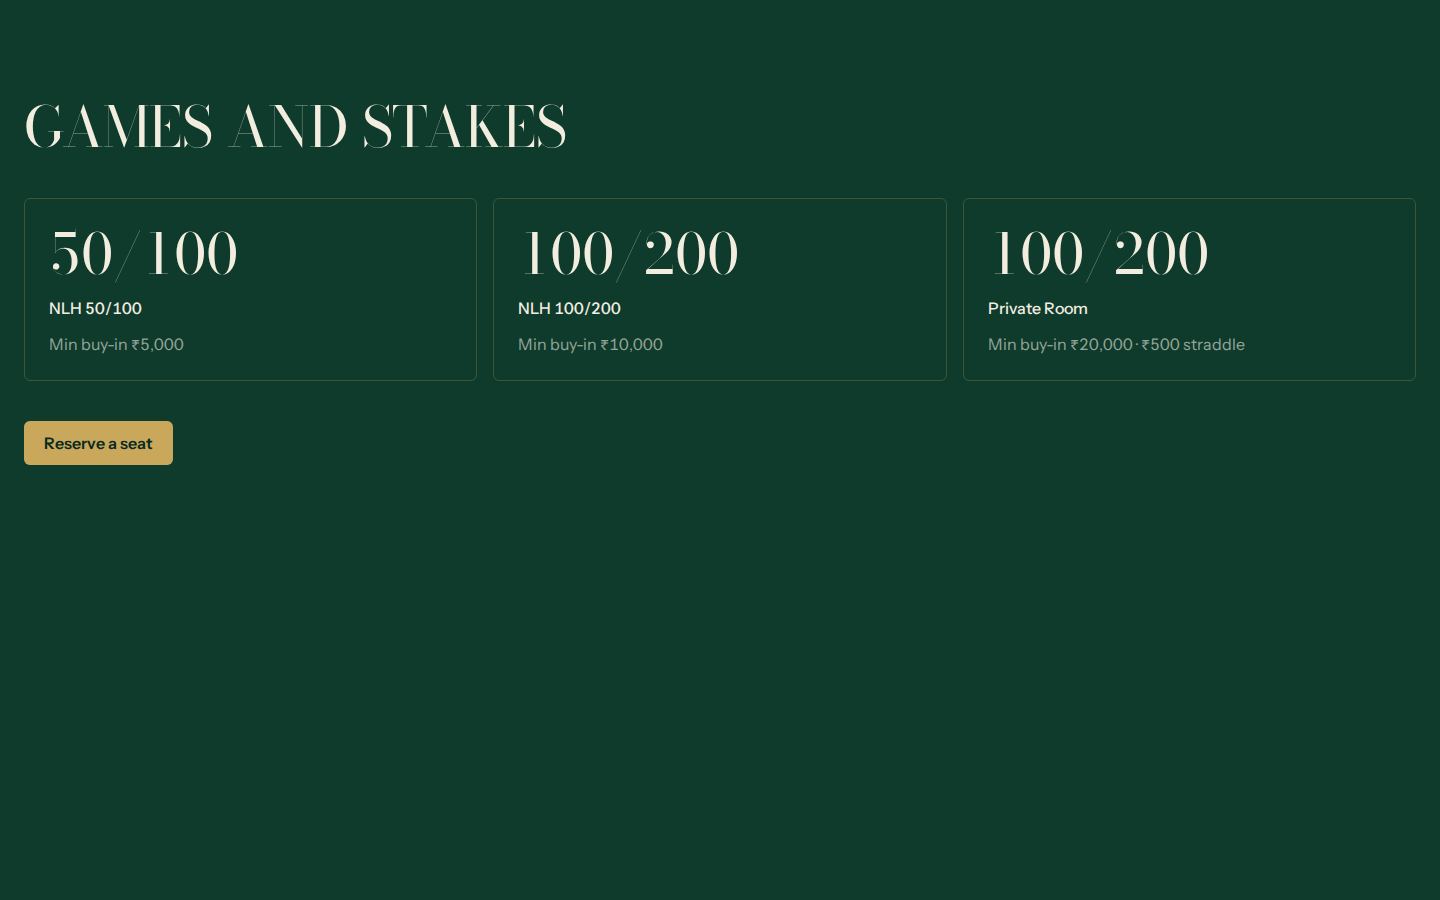 GAMES AND STAKES
50/100
NLH 50/100
Min buy-in ₹5,000
100/200
NLH 100/200
Min buy-in ₹10,000
100/200
Private Room
Min buy-in ₹20,000 · ₹500 straddle
Reserve a seat